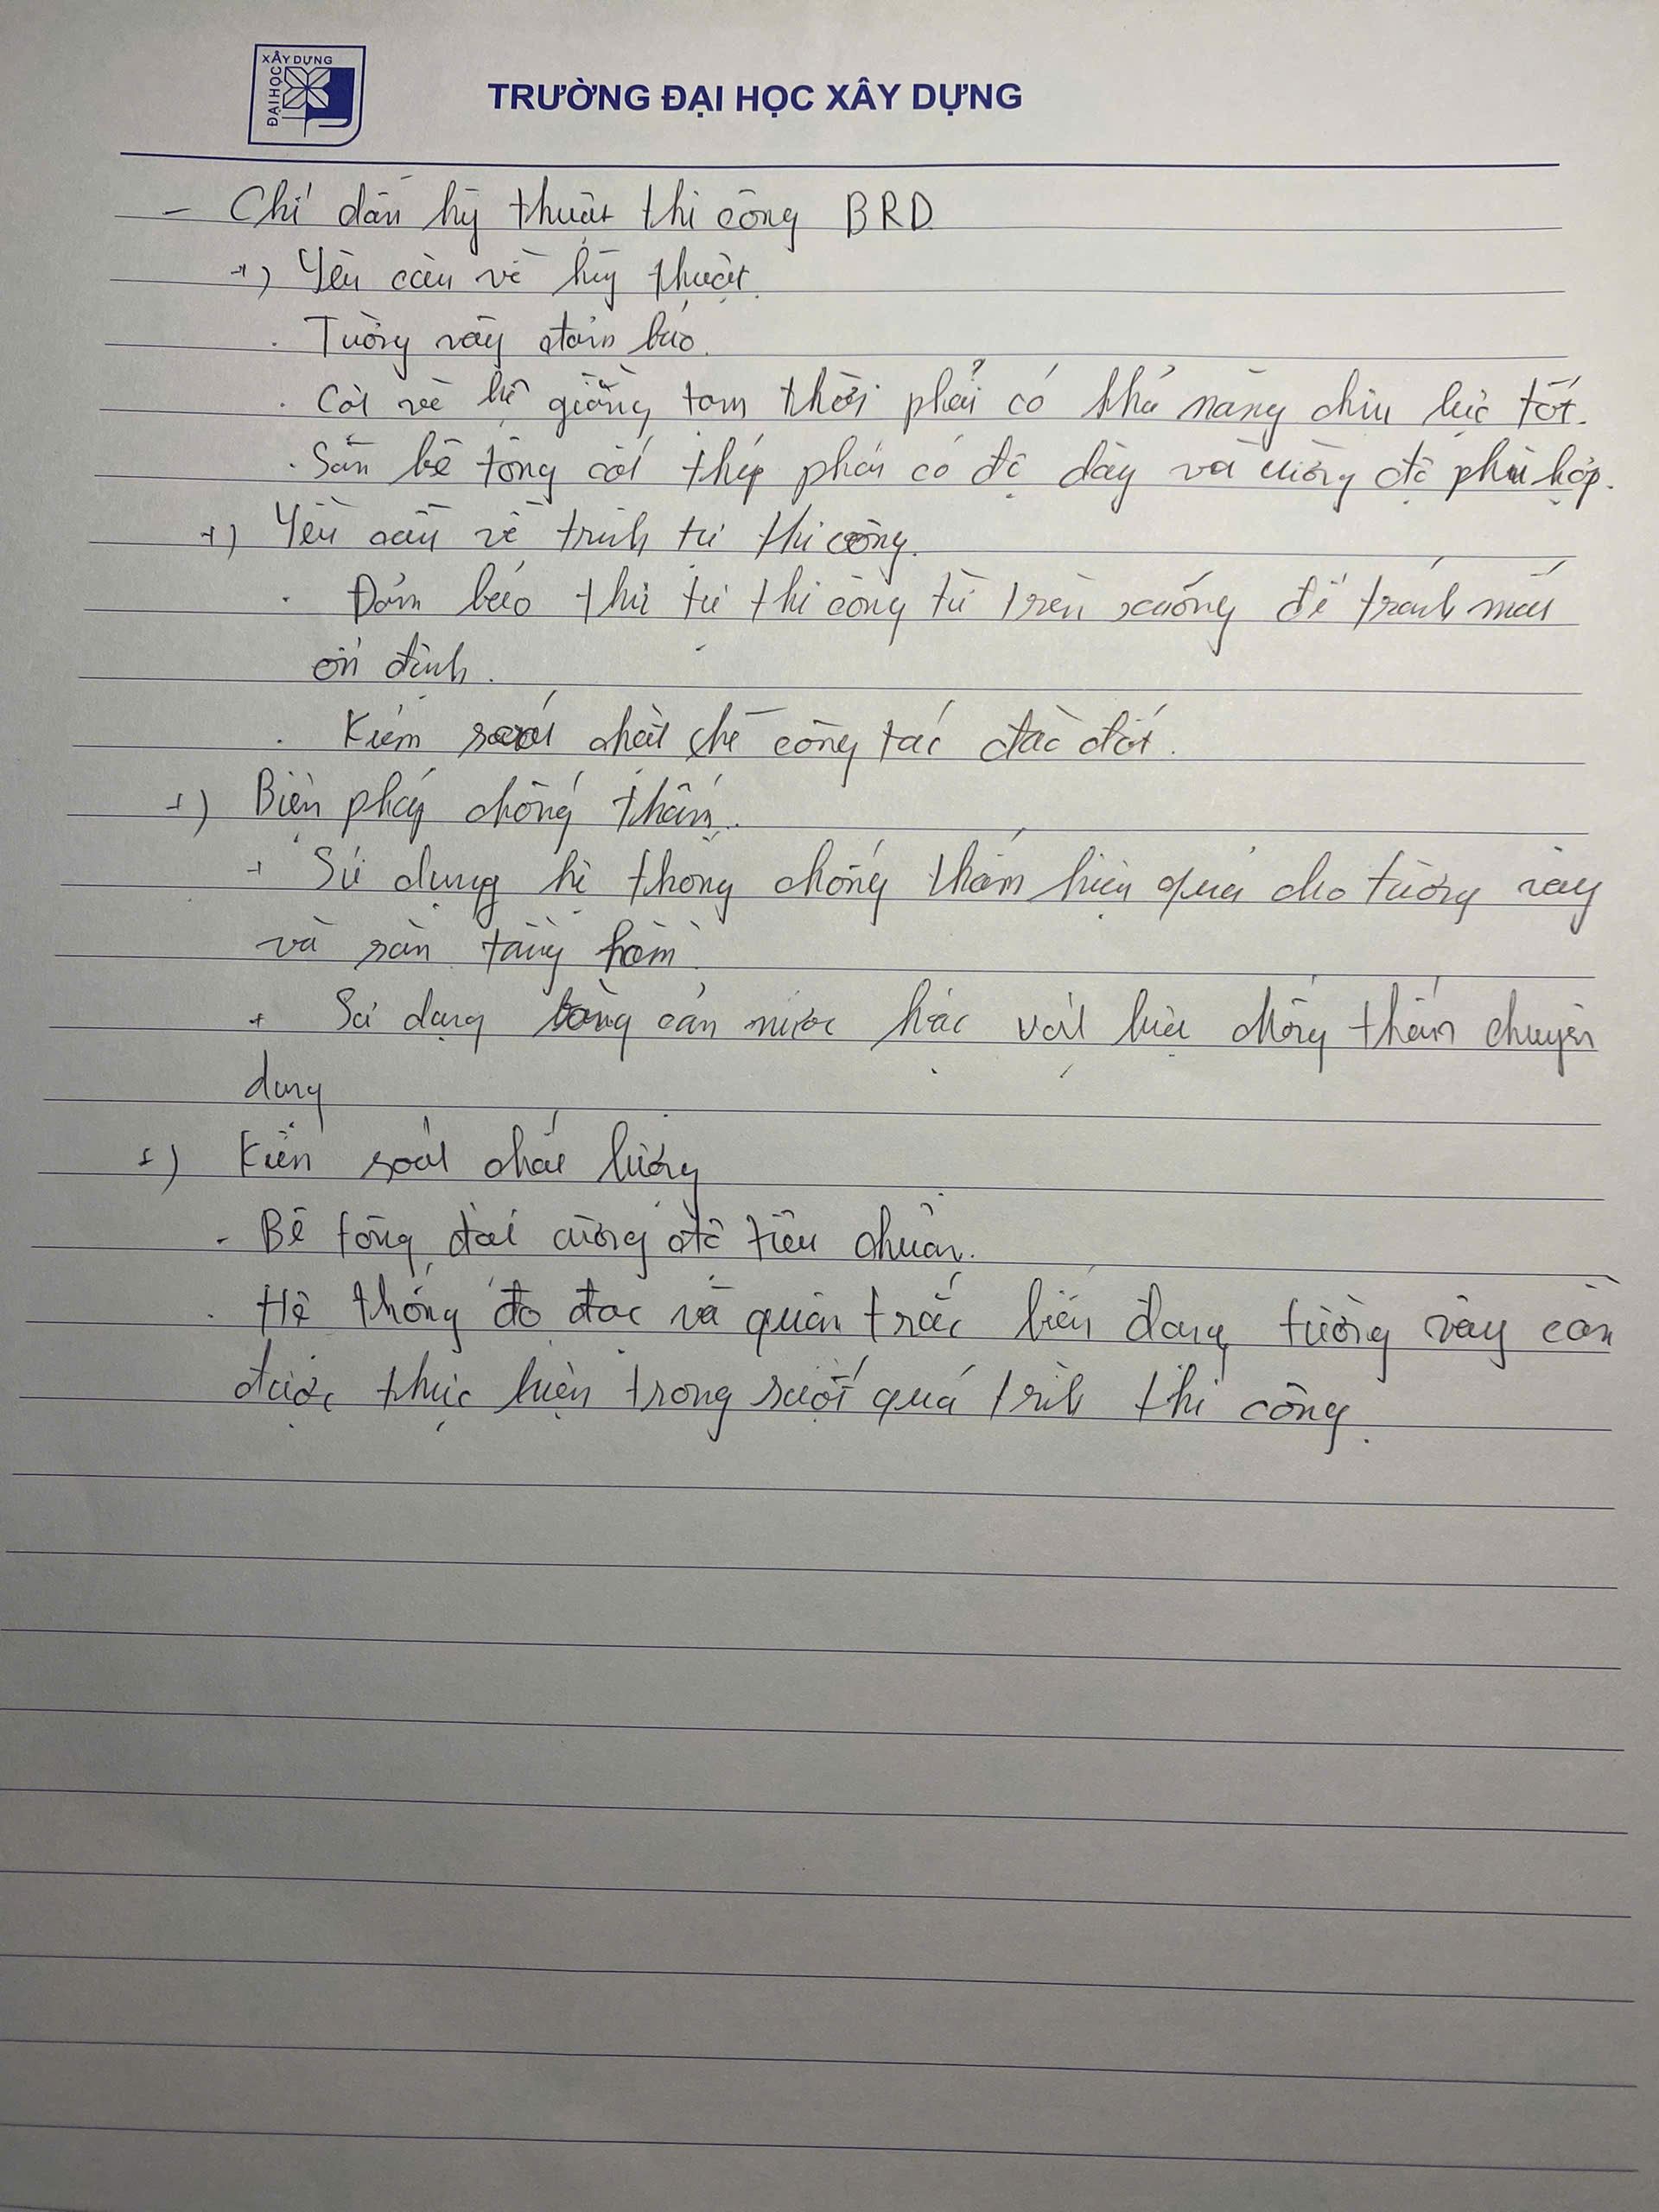 XÂY DỰNG
ĐẠI HỌC
TRƯỜNG ĐẠI HỌC XÂY DỰNG
- Chỉ dẫn kỹ thuật thi công BRD
+) Yêu cầu về kỹ thuật.
. Tường vây đảm bảo.
. Cột và hệ giằng tạm thời phải có khả năng chịu lực tốt.
. Sàn bê tông cốt thép phải có độ dày và cường độ phù hợp.
+) Yêu cầu về trình tự thi công.
. Đảm bảo thứ tự thi công từ trên xuống để tránh mất
ổn định.
. Kiểm soát chặt chẽ công tác đào đất.
+) Biện pháp chống thấm.
+ Sử dụng hệ thống chống thấm hiệu quả cho tường vây
và sàn tầng hầm.
+ Sử dụng băng cản nước hoặc vật liệu chống thấm chuyên
dụng
+) Kiểm soát chất lượng
- Bê tông đạt cường độ tiêu chuẩn.
. Hệ thống đo đạc và quan trắc biến dạng tường vây cần
được thực hiện trong suốt quá trình thi công.